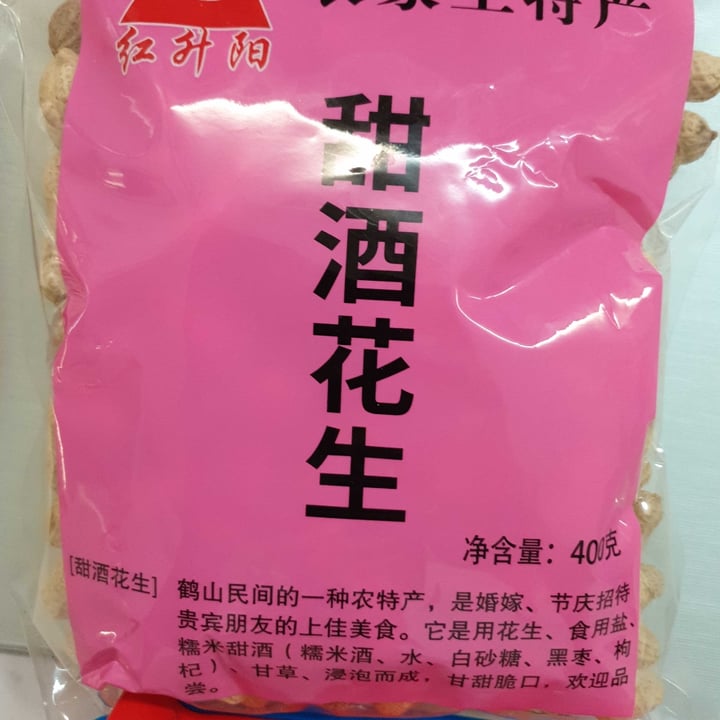 红升阳
土特产
甜酒花生
净含量：400克
[甜酒花生]
鹤山民间的一种农特产，是婚嫁、节庆招待
贵宾朋友的上佳美食。它是用花生、食用盐、
糯米甜酒（糯米酒、水、白砂糖、黑枣、枸
杞）、甘草、浸泡而成，甘甜脆口，欢迎品
尝。